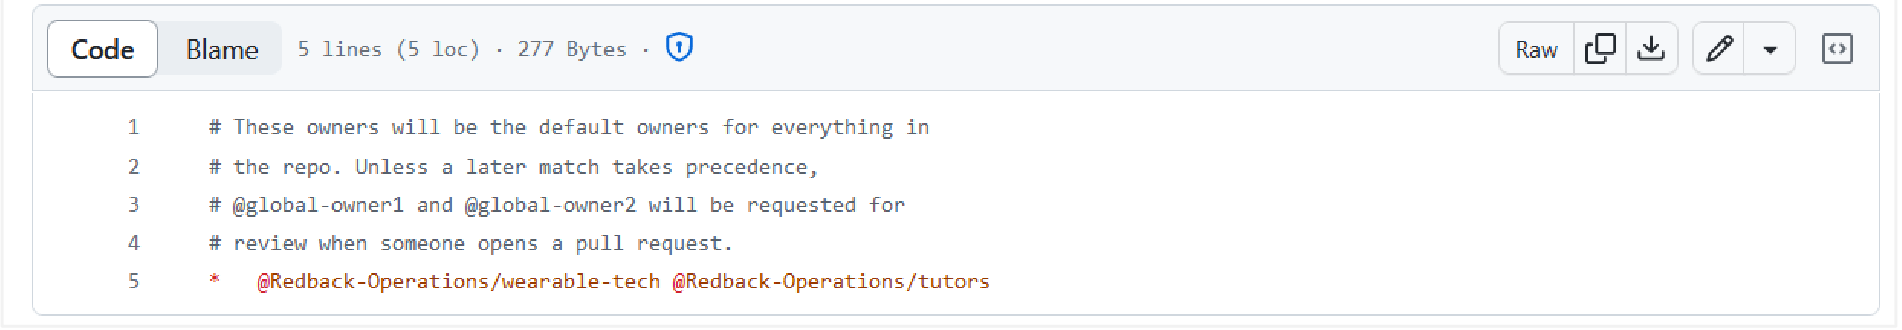 Code Blame 5 lines (5 loc) · 277 Bytes · Raw
1 # These owners will be the default owners for everything in
2 # the repo. Unless a later match takes precedence,
3 # @global-owner1 and @global-owner2 will be requested for
4 # review when someone opens a pull request.
5 * @Redback-Operations/wearable-tech @Redback-Operations/tutors